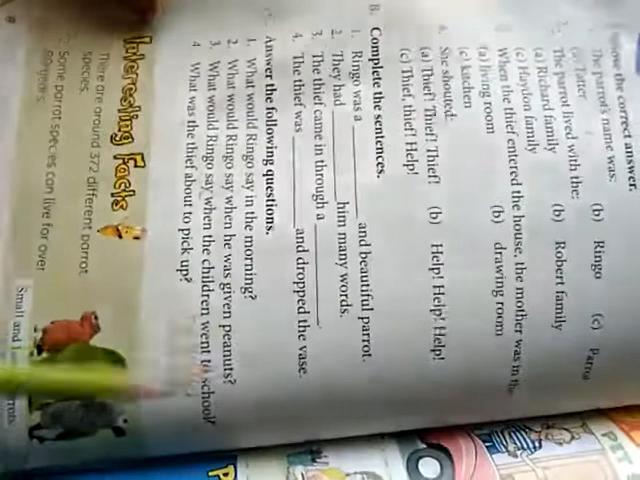 the correct answer.
The parrot's name was:
(b) Ringo (c) Parrot
2. The parrot lived with the:
(a) Richard family (b) Robert family
(c) Haydon family
When the thief entered the house, the mother was in the
(a) living room (b) drawing room
(c) kitchen
4. She shouted:
(a) Thief! Thief! Thief! (b) Help! Help! Help!
(c) Thief, thief! Help!
B. Complete the sentences.
1. Ringo was a ________ and beautiful parrot.
2. They had ________ him many words.
3. The thief came in through a ________.
4. The thief was ________ and dropped the vase.
C. Answer the following questions.
1. What would Ringo say in the morning?
2. What would Ringo say when he was given peanuts?
3. What would Ringo say when the children went to school?
4. What was the thief about to pick up?
Interesting Facts
There are around 372 different parrot
species.
Some parrot species can live for over
80 years.
Small and